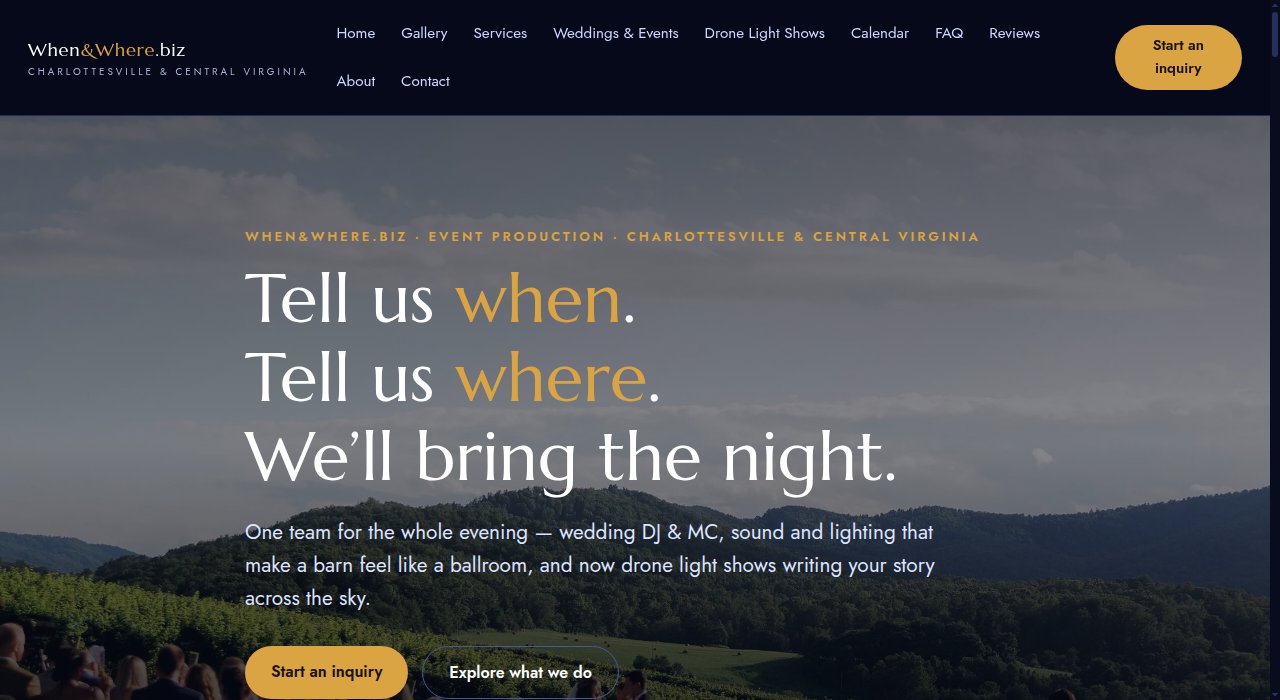 When&Where.biz
CHARLOTTESVILLE & CENTRAL VIRGINIA
Home Gallery Services Weddings & Events Drone Light Shows Calendar FAQ Reviews
About Contact
Start an
inquiry
WHEN&WHERE.BIZ · EVENT PRODUCTION · CHARLOTTESVILLE & CENTRAL VIRGINIA
Tell us when.
Tell us where.
We’ll bring the night.
One team for the whole evening — wedding DJ & MC, sound and lighting that
make a barn feel like a ballroom, and now drone light shows writing your story
across the sky.
Start an inquiry
Explore what we do